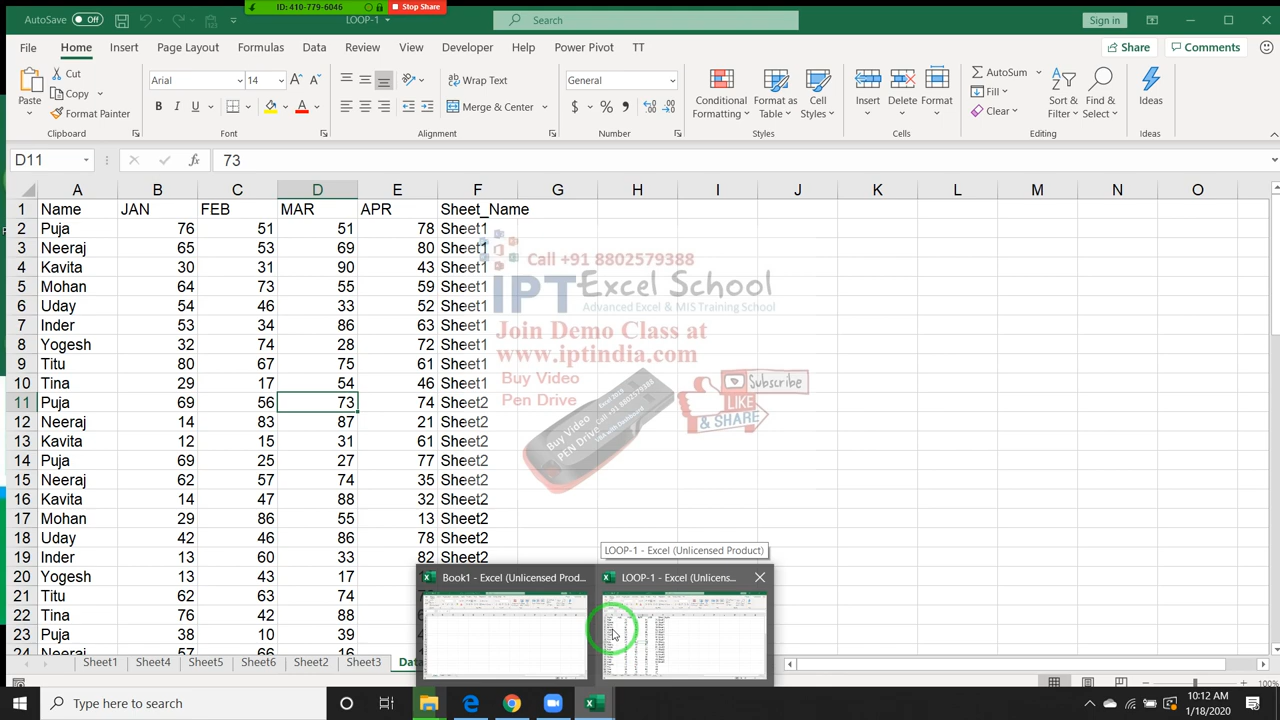 ID: 410-779-6046 Stop Share
AutoSave Off LOOP-1 Search Sign in
File Home Insert Page Layout Formulas Data Review View Developer Help Power Pivot TT Share Comments
Paste Cut Copy Format Painter Clipboard
Arial 14 B I U A Font
Wrap Text Merge & Center Alignment
General $ % Number
Conditional Formatting Format as Table Cell Styles Styles
Insert Delete Format Cells
AutoSum Fill Clear Sort & Filter Find & Select Editing
Ideas Ideas
D11 fx 73
A B C D E F G H I J K L M N O
1 Name JAN FEB MAR APR Sheet_Name
2 Puja 76 51 51 78 Sheet1
3 Neeraj 65 53 69 80 Sheet1
4 Kavita 30 31 90 43 Sheet1
5 Mohan 64 73 55 59 Sheet1
6 Uday 54 46 33 52 Sheet1
7 Inder 53 34 86 63 Sheet1
8 Yogesh 32 74 28 72 Sheet1
9 Titu 80 67 75 61 Sheet1
10 Tina 29 17 54 46 Sheet1
11 Puja 69 56 73 74 Sheet2
12 Neeraj 14 83 87 21 Sheet2
13 Kavita 12 15 31 61 Sheet2
14 Puja 69 25 27 77 Sheet2
15 Neeraj 62 57 74 35 Sheet2
16 Kavita 14 47 88 32 Sheet2
17 Mohan 29 86 55 13 Sheet2
18 Uday 42 46 86 78 Sheet2
19 Inder 13 60 33 82 Sheet2
20 Yogesh 13 43 17
21 Titu 62 63 74
22 Tina 76 42 88
23 Puja 38 10 39
24 Neeraj 57 66 16
Call +91 8802579388
IPT Excel School
Advanced Excel & MIS Training School
Join Demo Class at
www.iptindia.com
Buy Video
Pen Drive
Buy Video
PEN Drive
Subscribe
LIKE
& SHARE
LOOP-1 - Excel (Unlicensed Product)
Book1 - Excel (Unlicensed Prod... LOOP-1 - Excel (Unlicens...
Sheet1 Sheet4 Sheet5 Sheet6 Sheet2 Sheet3 Dat
100%
Type here to search
10:12 AM
1/18/2020